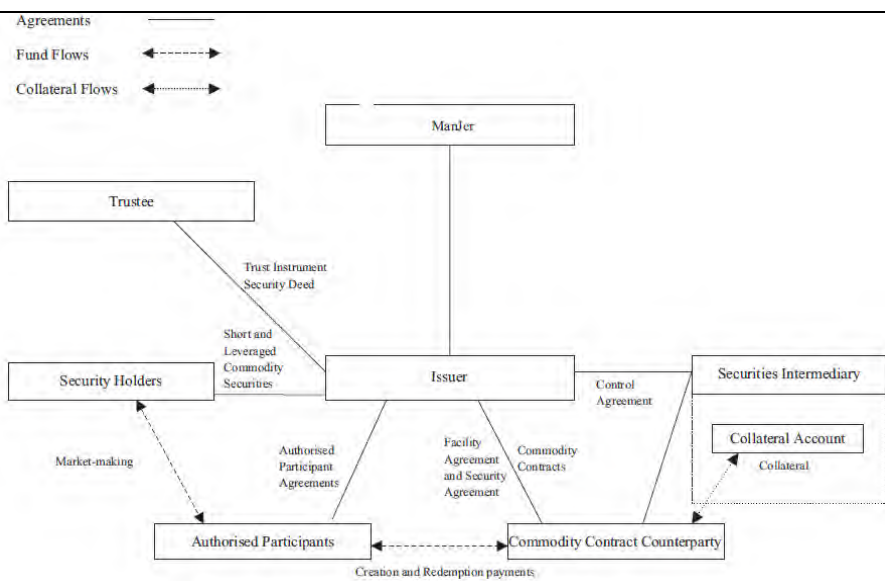 Agreements
Fund Flows
Collateral Flows
ManJer
Trustee
Trust Instrument
Security Deed
Short and
Leveraged
Commodity
Securities
Security Holders
Issuer
Securities Intermediary
Control
Agreement
Collateral Account
Collateral
Market-making
Authorised
Participant
Agreements
Facility
Agreement
and Security
Agreement
Commodity
Contracts
Authorised Participants
Commodity Contract Counterparty
Creation and Redemption payments